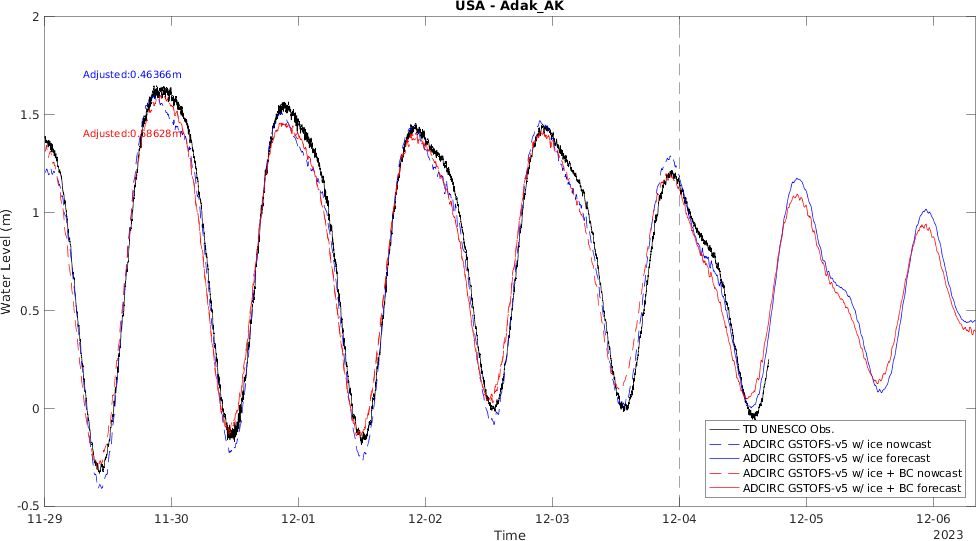 USA - Adak_AK
2
1.5
1
0.5
0
-0.5
Water Level (m)
Adjusted:0.46366m
Adjusted:0.68628m
TD UNESCO Obs.
ADCIRC GSTOFS-v5 w/ ice nowcast
ADCIRC GSTOFS-v5 w/ ice forecast
ADCIRC GSTOFS-v5 w/ ice + BC nowcast
ADCIRC GSTOFS-v5 w/ ice + BC forecast
11-29 11-30 12-01 12-02 12-03 12-04 12-05 12-06
Time
2023